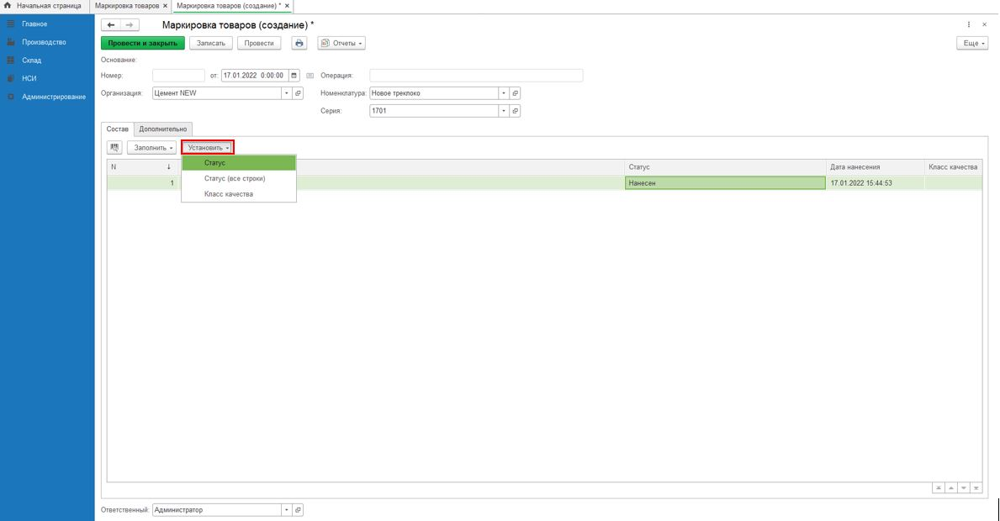 Начальная страница Маркировка товаров × Маркировка товаров (создание) * ×
Главное
Производство
Склад
НСИ
Администрирование
Маркировка товаров (создание) *
Провести и закрыть Записать Провести Отчеты Еще
Основание:
Номер: от: 17.01.2022 0:00:00 Операция:
Организация: Цемент NEW Номенклатура: Новое треклоко
Серия: 1701
Состав Дополнительно
Заполнить Установить
N Статус Дата нанесения Класс качества
1 Нанесен 17.01.2022 15:44:53
Статус
Статус (все строки)
Класс качества
Ответственный: Администратор